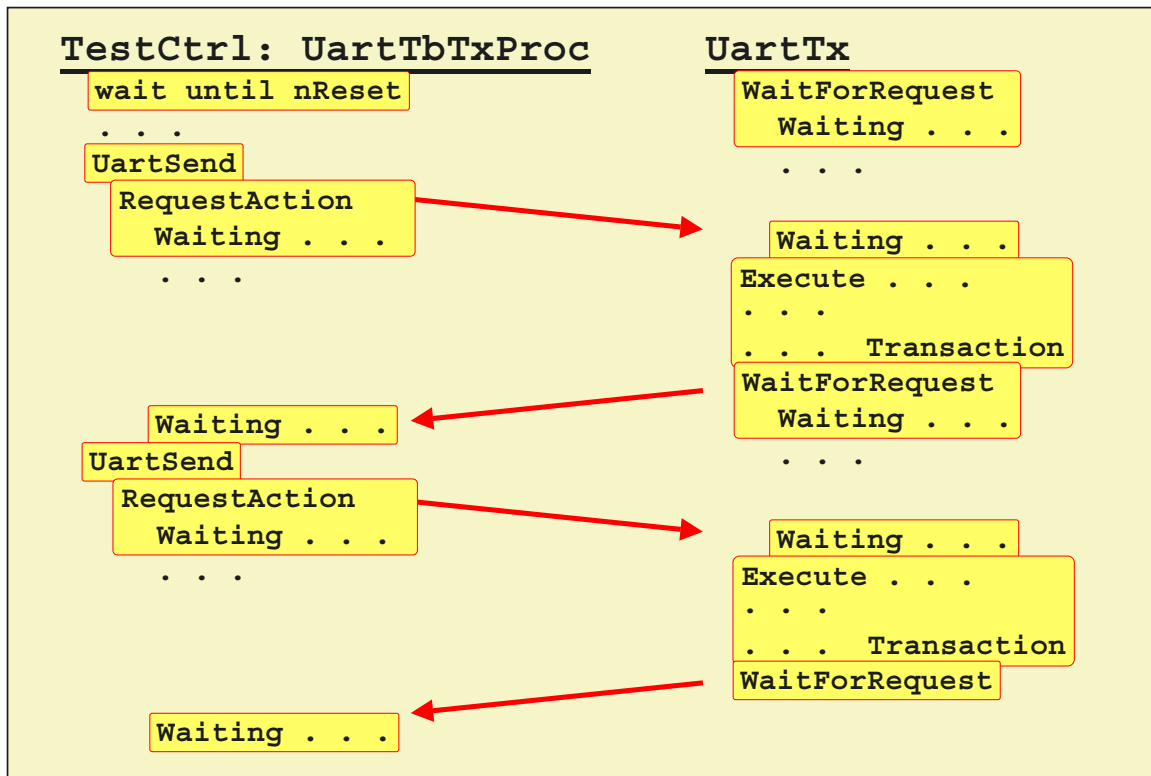 TestCtrl: UartTbTxProc
wait until nReset
. . .
UartSend
RequestAction
Waiting . . .
. . .
Waiting . . .
UartSend
RequestAction
Waiting . . .
. . .
Waiting . . .
UartTx
WaitForRequest
Waiting . . .
. . .
Waiting . . .
Execute . . .
. . .
. . . Transaction
WaitForRequest
Waiting . . .
. . .
Waiting . . .
Execute . . .
. . .
. . . Transaction
WaitForRequest